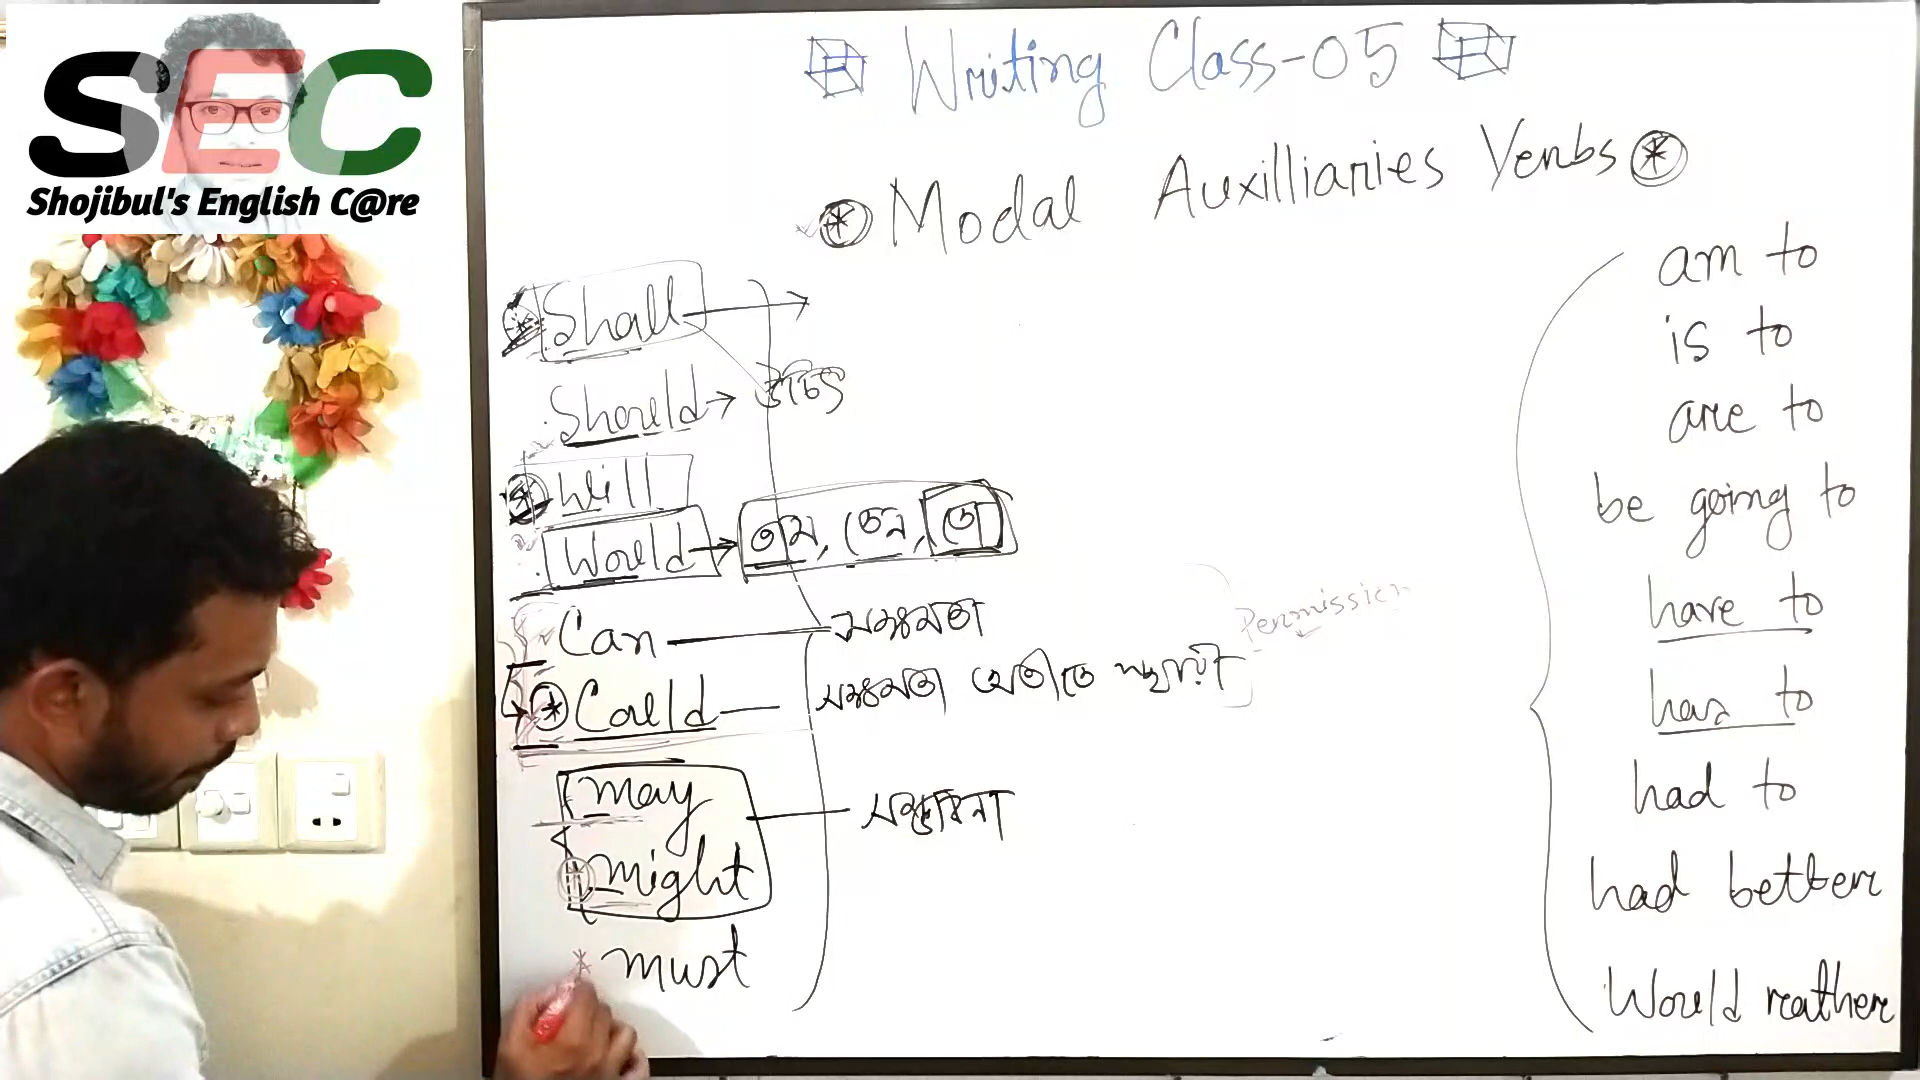 SEC
Shojibul's English C@re
Writing Class-05
Modal Auxilliaries Verbs
Shall
Should → উচিৎ
Will
Would → তাম, তেন, তে
Can — সক্ষমতা
Could — সক্ষমতা অতীতে
Permission
may
might — সম্ভাবনা
must
am to
is to
are to
be going to
have to
has to
had to
had better
Would rather